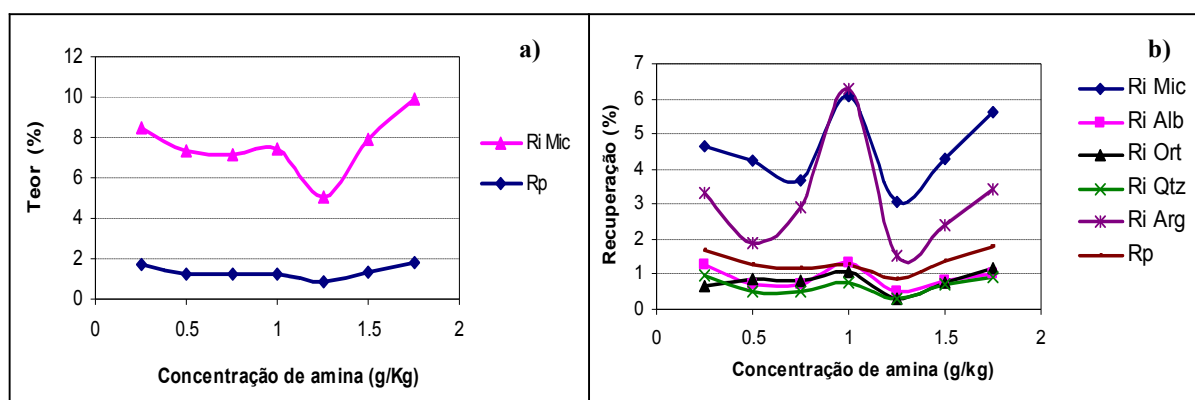 a)
Teor (%)
12
10
8
6
4
2
0
0
0.5
1
1.5
2
Concentração de amina (g/Kg)
Ri Mic
Rp
b)
Recuperação (%)
7
6
5
4
3
2
1
0
0
0.5
1
1.5
2
Concentração de amina (g/kg)
Ri Mic
Ri Alb
Ri Ort
Ri Qtz
Ri Arg
Rp